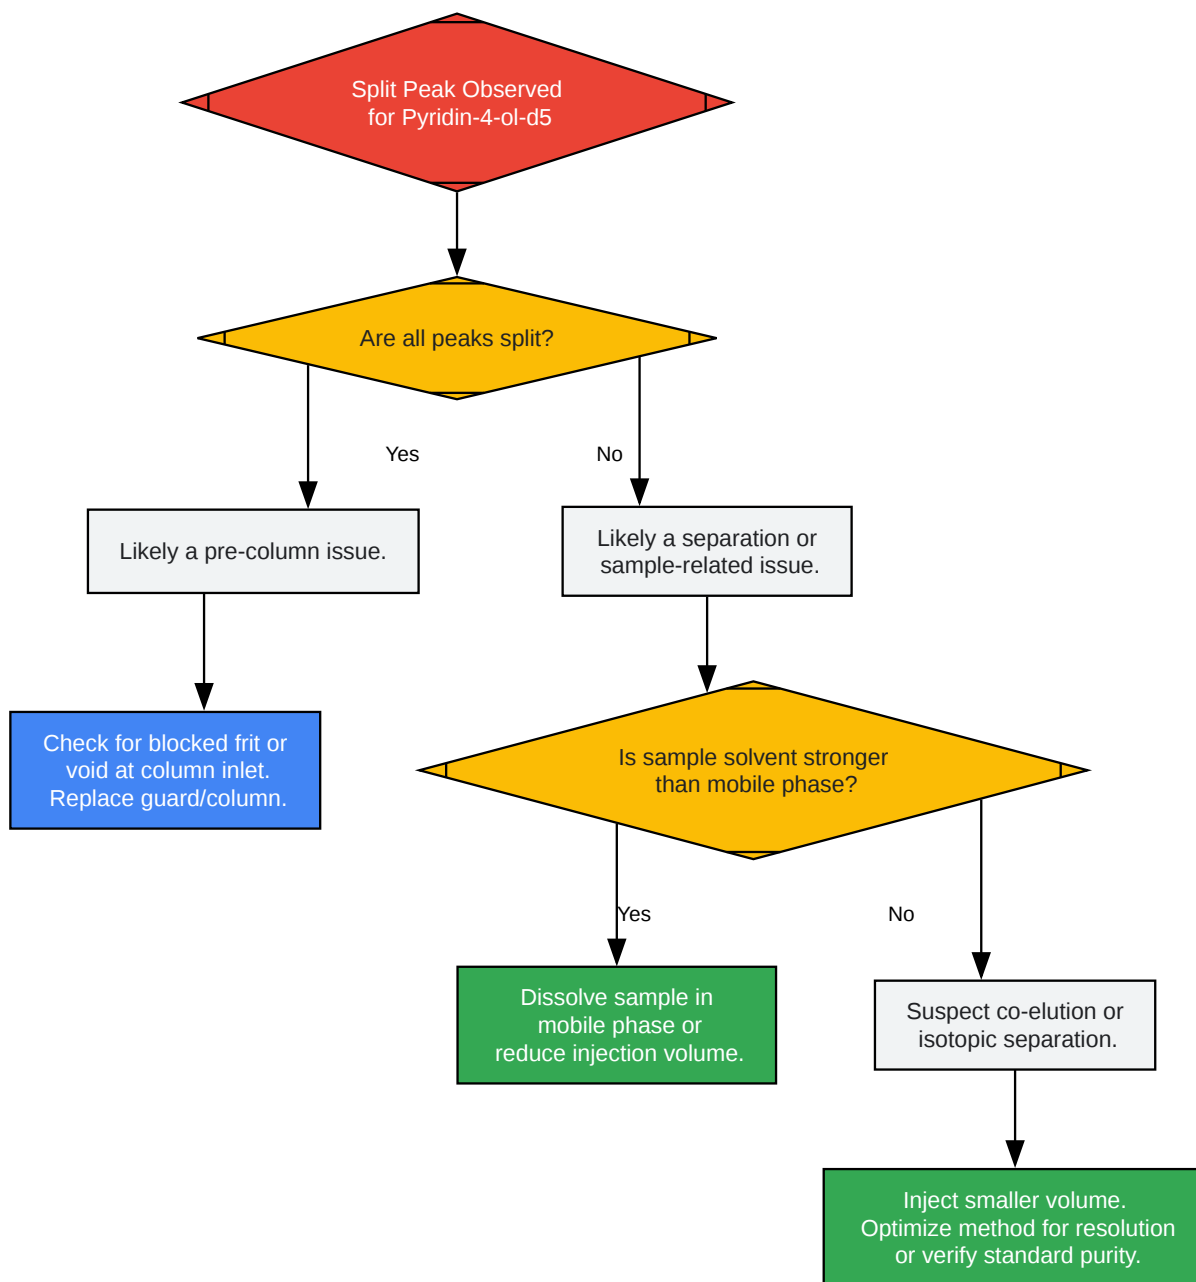 Split Peak Observed
for Pyridin-4-ol-d5
Are all peaks split?
Yes
No
Likely a pre-column issue.
Likely a separation or
sample-related issue.
Check for blocked frit or
void at column inlet.
Replace guard/column.
Is sample solvent stronger
than mobile phase?
Yes
No
Dissolve sample in
mobile phase or
reduce injection volume.
Suspect co-elution or
isotopic separation.
Inject smaller volume.
Optimize method for resolution
or verify standard purity.